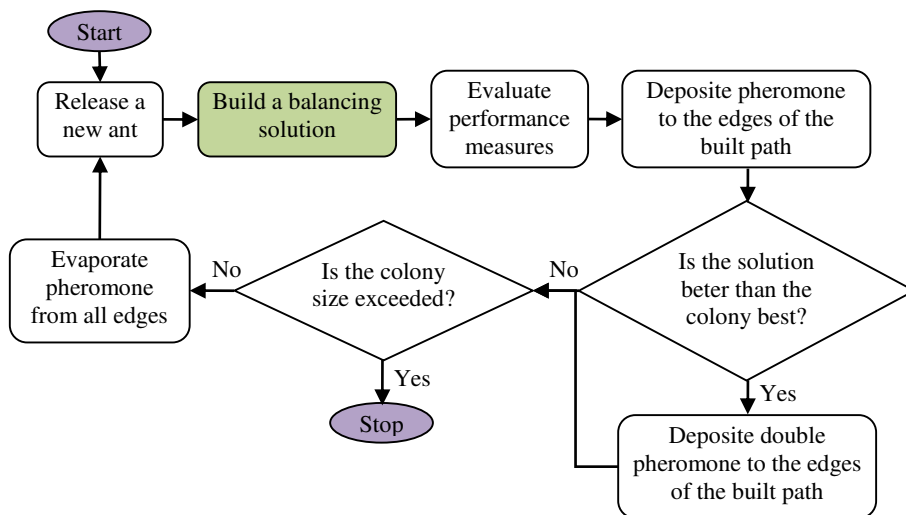 Start
Release a
new ant
Build a balancing
solution
Evaluate
performance
measures
Deposite pheromone
to the edges of the
built path
Is the solution
beter than the
colony best?
No
Yes
Deposite double
pheromone to the edges
of the built path
Is the colony
size exceeded?
No
Yes
Stop
Evaporate
pheromone
from all edges